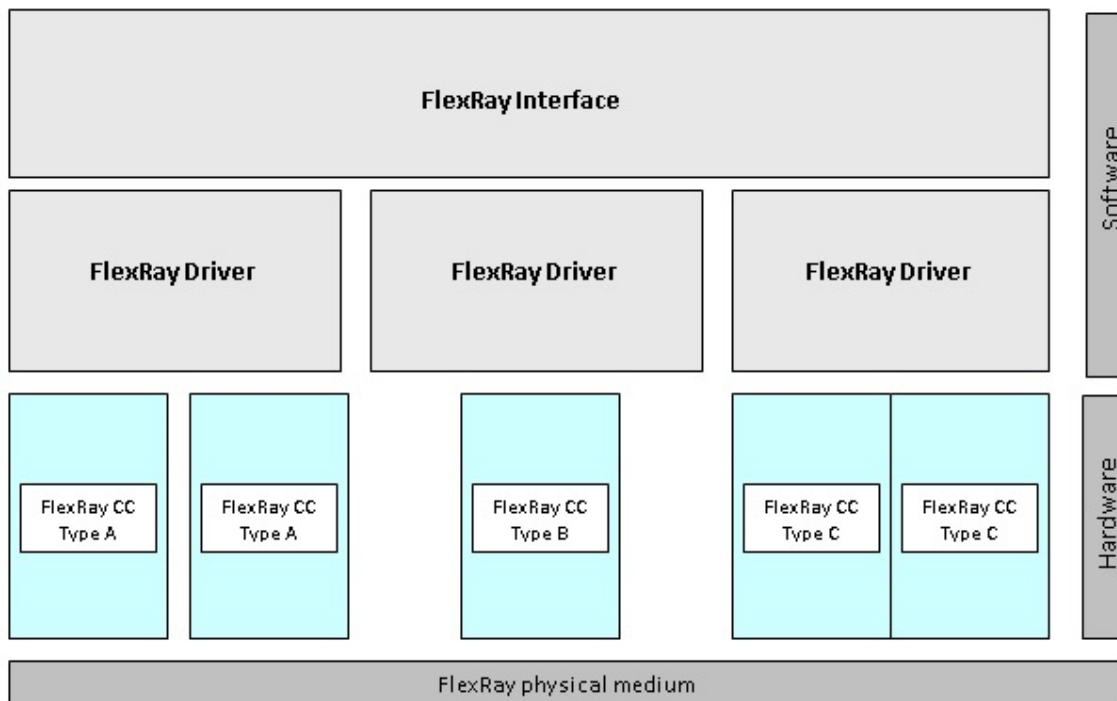 FlexRay Interface
Software
FlexRay Driver
FlexRay Driver
FlexRay Driver
FlexRay CC
Type A
FlexRay CC
Type A
FlexRay CC
Type B
FlexRay CC
Type C
FlexRay CC
Type C
Hardware
FlexRay physical medium